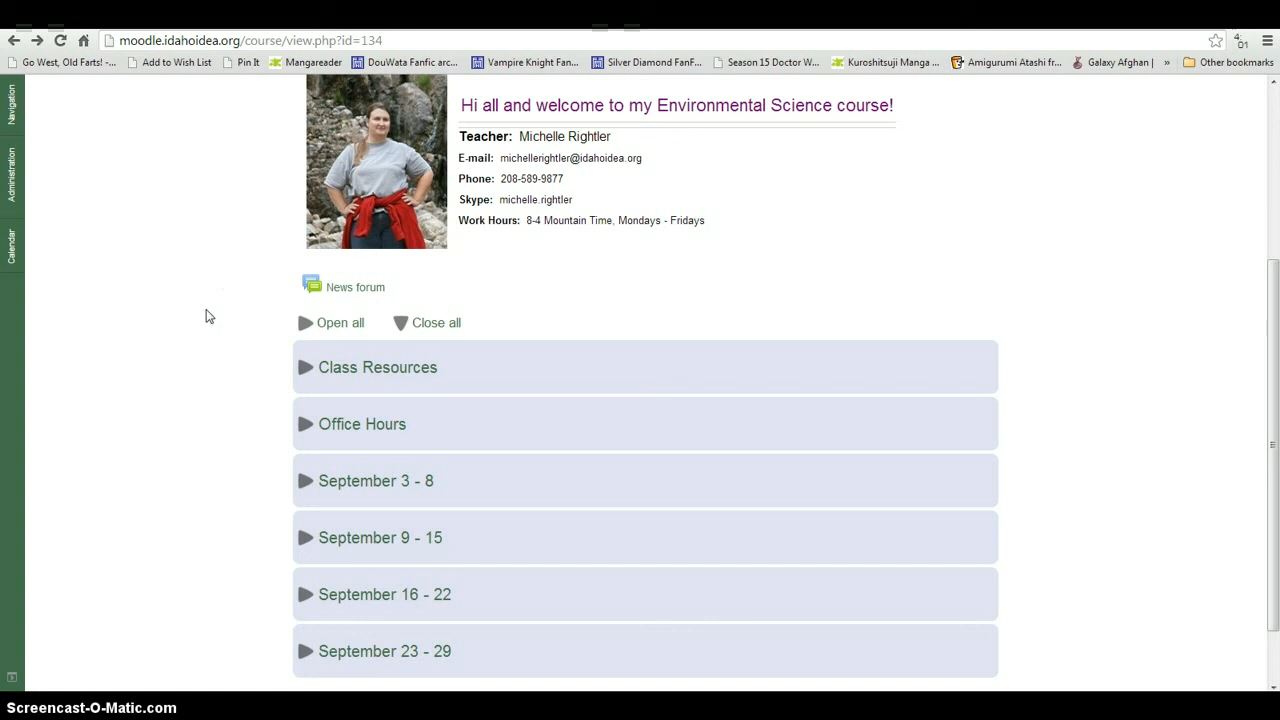 moodle.idahoidea.org/course/view.php?id=134
4:
01
Go West, Old Farts! -... Add to Wish List Pin It Mangareader DouWata Fanfic arc... Vampire Knight Fan... Silver Diamond FanF... Season 15 Doctor W... Kuroshitsuji Manga ... Amigurumi Atashi fr... Galaxy Afghan | » Other bookmarks
Navigation
Administration
Calendar
Hi all and welcome to my Environmental Science course!
Teacher: Michelle Rightler
E-mail: michellerightler@idahoidea.org
Phone: 208-589-9877
Skype: michelle.rightler
Work Hours: 8-4 Mountain Time, Mondays - Fridays
News forum
Open all Close all
Class Resources
Office Hours
September 3 - 8
September 9 - 15
September 16 - 22
September 23 - 29
Screencast-O-Matic.com